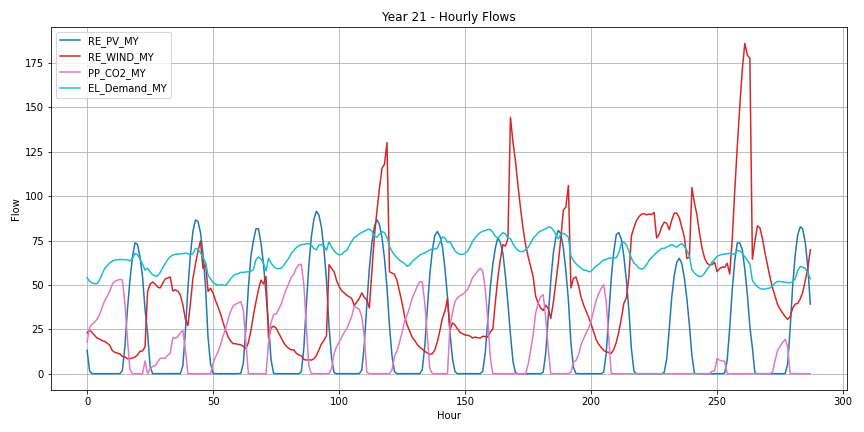 Year 21 - Hourly Flows
RE_PV_MY
RE_WIND_MY
PP_CO2_MY
EL_Demand_MY
175
150
125
100
75
50
25
0
Flow
0 50 100 150 200 250 300
Hour